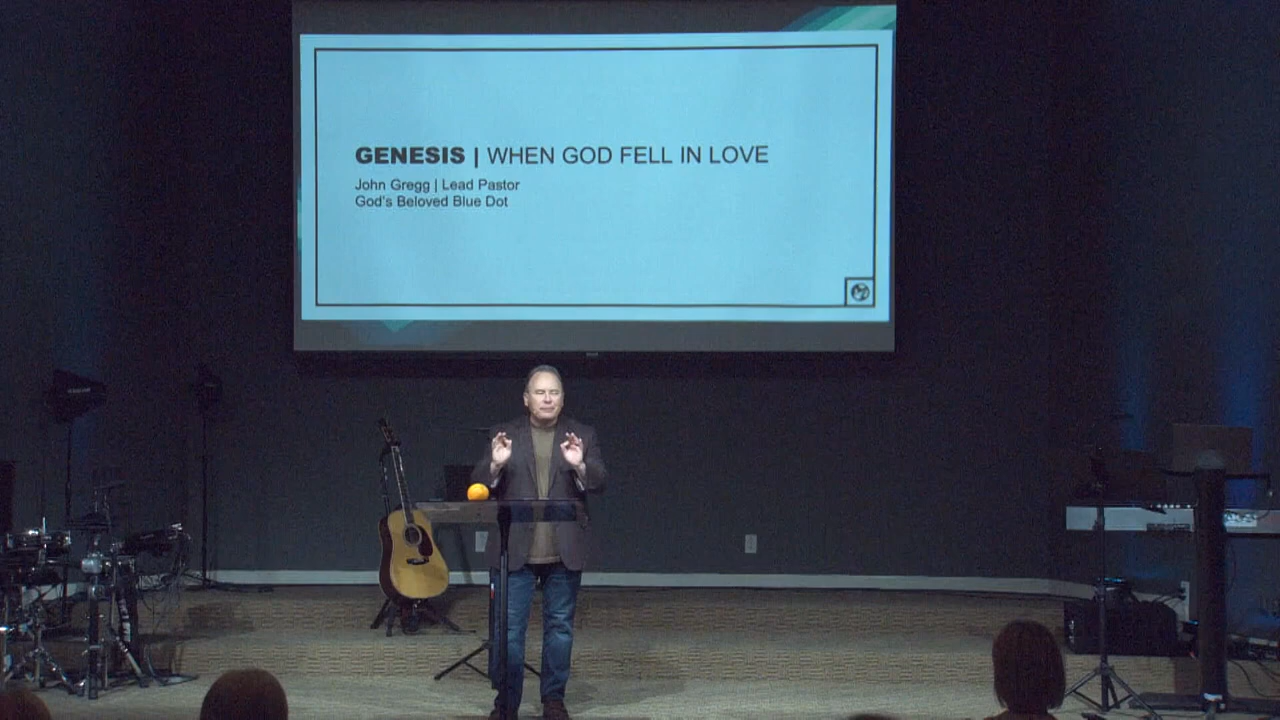 GENESIS | WHEN GOD FELL IN LOVE
John Gregg | Lead Pastor
God's Beloved Blue Dot